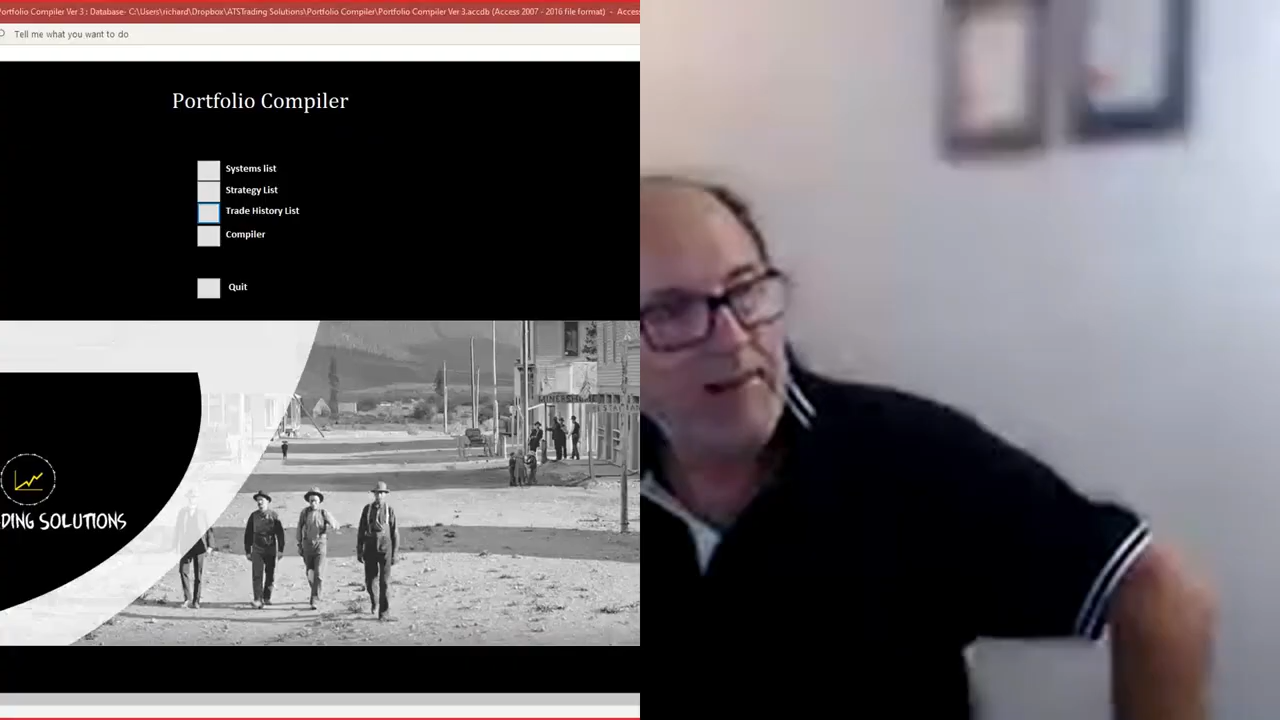 ortfolio Compiler Ver 3 : Database- C:\Users\richard\Dropbox\ATSTrading Solutions\Portfolio Compiler\Portfolio Compiler Ver 3.accdb (Access 2007 - 2016 file format) - Acces
Tell me what you want to do
Portfolio Compiler
Systems list
Strategy List
Trade History List
Compiler
Quit
DING SOLUTIONS